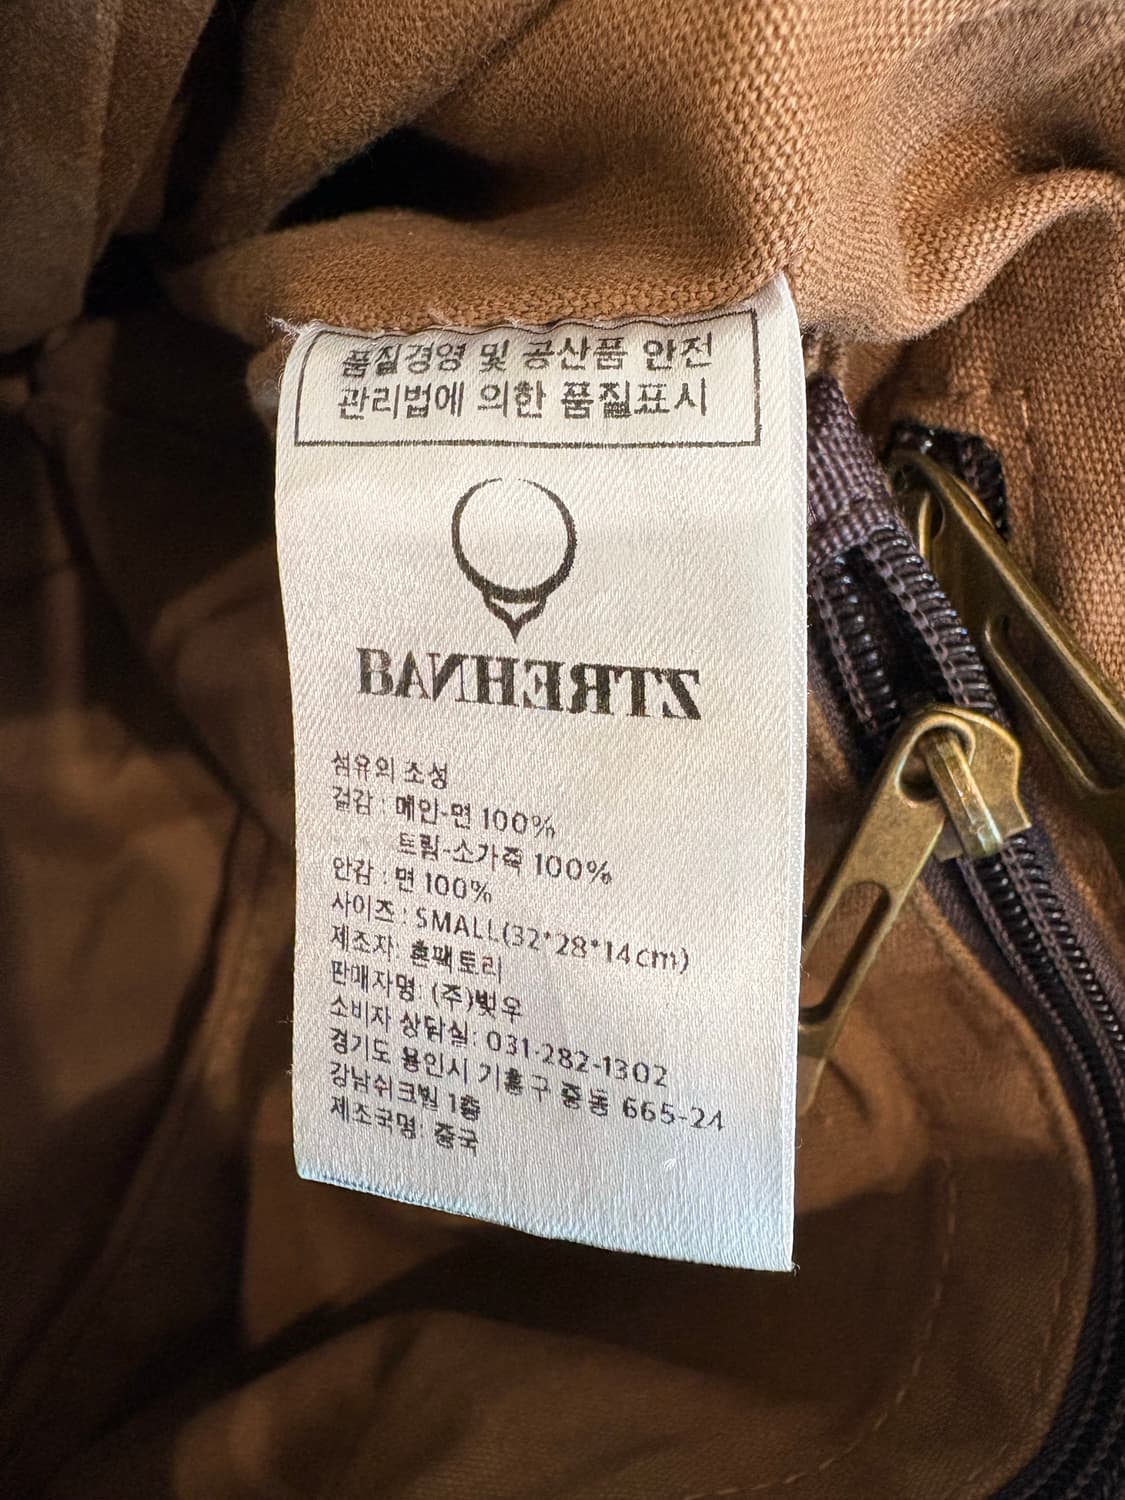 품질경영 및 공산품 안전
관리법에 의한 품질표시
BANHERTZ
섬유의 조성
겉감 : 메인-면 100%
트림-소가죽 100%
안감 : 면 100%
사이즈 : SMALL(32*28*14cm)
제조자: 훈팩토리
판매자명: (주)빛우
소비자 상담실: 031-282-1302
경기도 용인시 기흥구 중동 665-24
강남쉬크빌 1층
제조국명: 중국